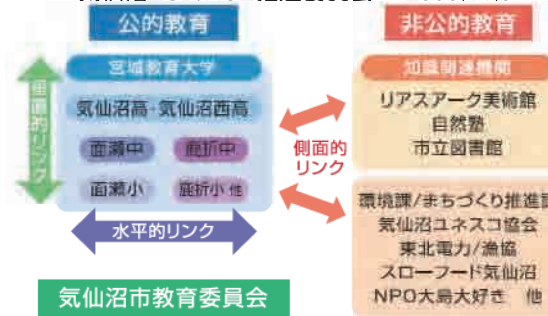 公的教育
宮城教育大学
気仙沼高・気仙沼西高
面瀬中 鹿折中
面瀬小 鹿折小 他
垂直的リンク
水平的リンク
気仙沼市教育委員会
側面的
リンク
非公的教育
知識関連機関
リアスアーク美術館
自然塾
市立図書館
環境課/まちづくり推進
気仙沼ユネスコ協会
東北電力/漁協
スローフード気仙沼
NPO大島大好き 他